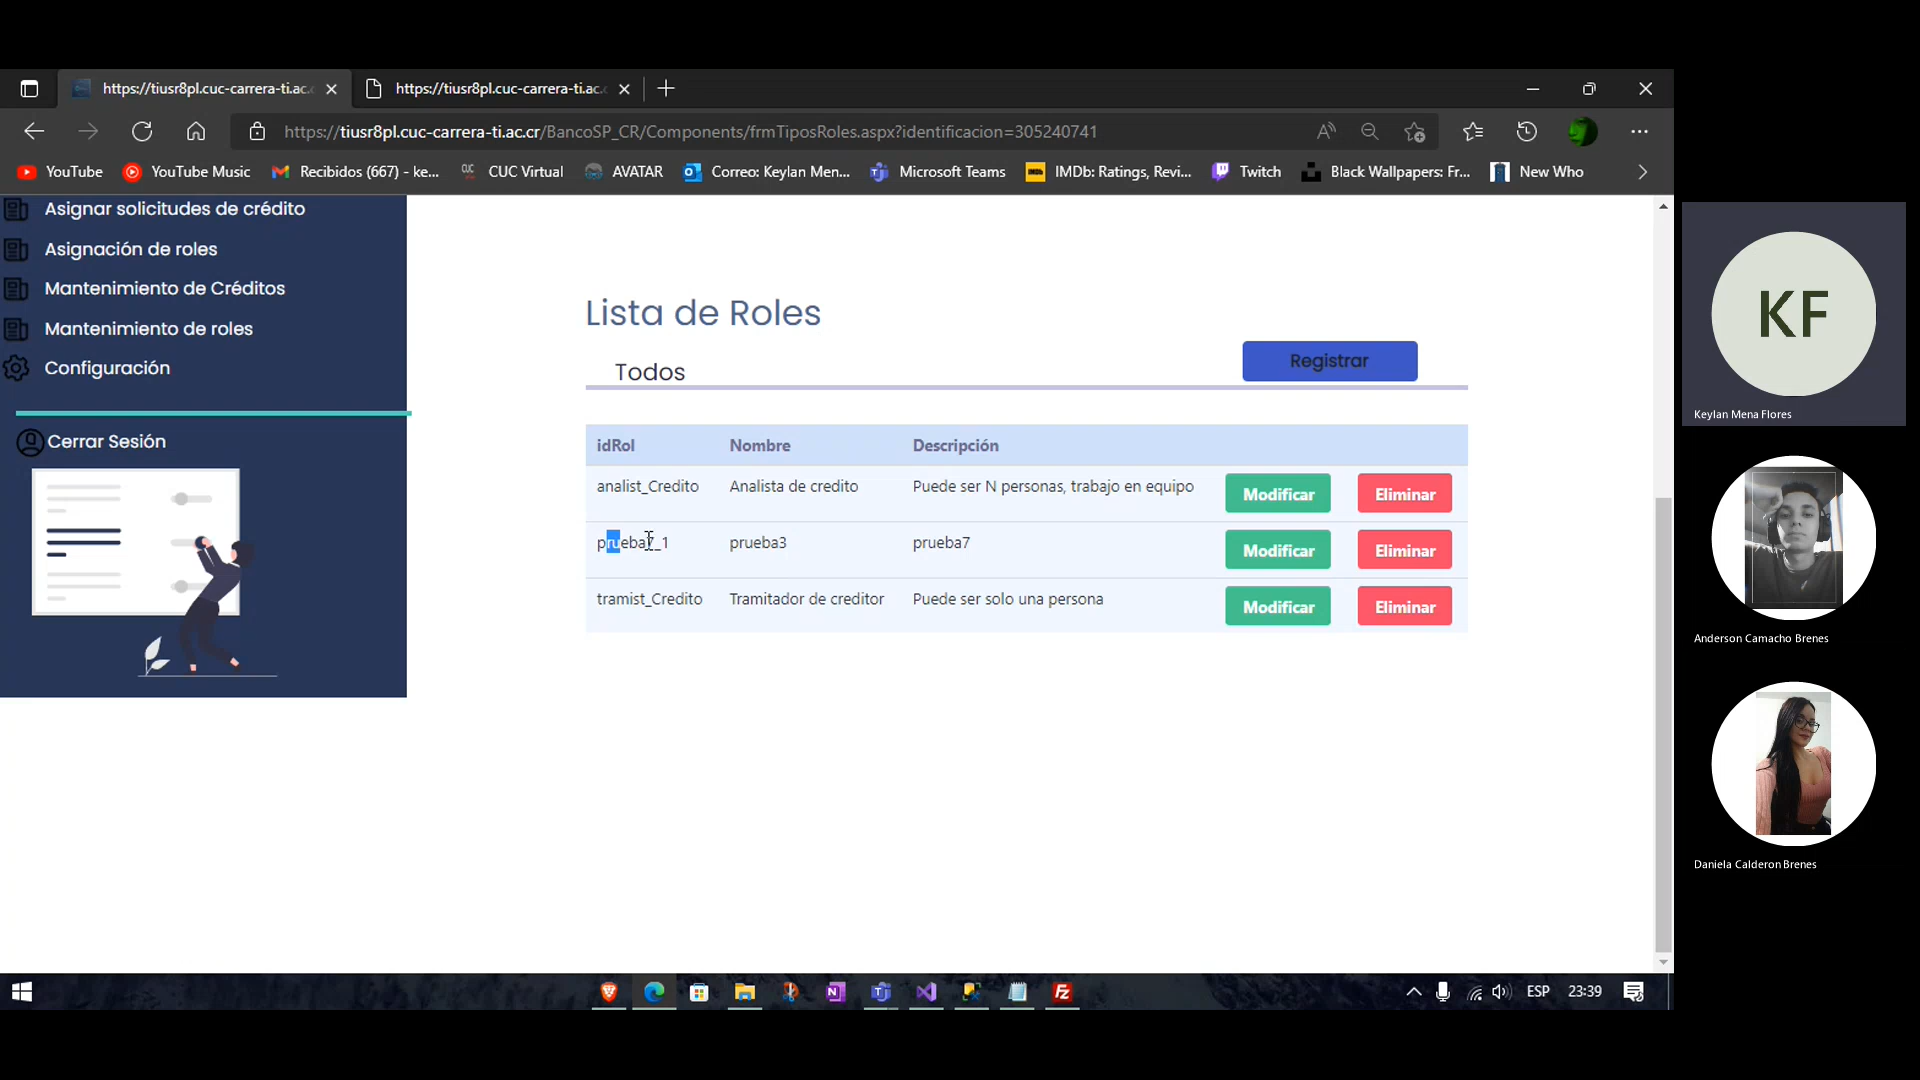 https://tiusr8pl.cuc-carrera-ti.ac.c
https://tiusr8pl.cuc-carrera-ti.ac.
https://tiusr8pl.cuc-carrera-ti.ac.cr/BancoSP_CR/Components/frmTiposRoles.aspx?identificacion=305240741
YouTube
YouTube Music
Recibidos (667) - ke...
CUC Virtual
AVATAR
Correo: Keylan Men...
Microsoft Teams
IMDb: Ratings, Revi...
Twitch
Black Wallpapers: Fr...
New Who
Asignar solicitudes de crédito
Asignación de roles
Mantenimiento de Créditos
Mantenimiento de roles
Configuración
Cerrar Sesión
Lista de Roles
Todos
Registrar
idRol Nombre Descripción
analist_Credito Analista de credito Puede ser N personas, trabajo en equipo Modificar Eliminar
prueba7_1 prueba3 prueba7 Modificar Eliminar
tramist_Credito Tramitador de creditor Puede ser solo una persona Modificar Eliminar
KF
Keylan Mena Flores
Anderson Camacho Brenes
Daniela Calderon Brenes
ESP
23:39